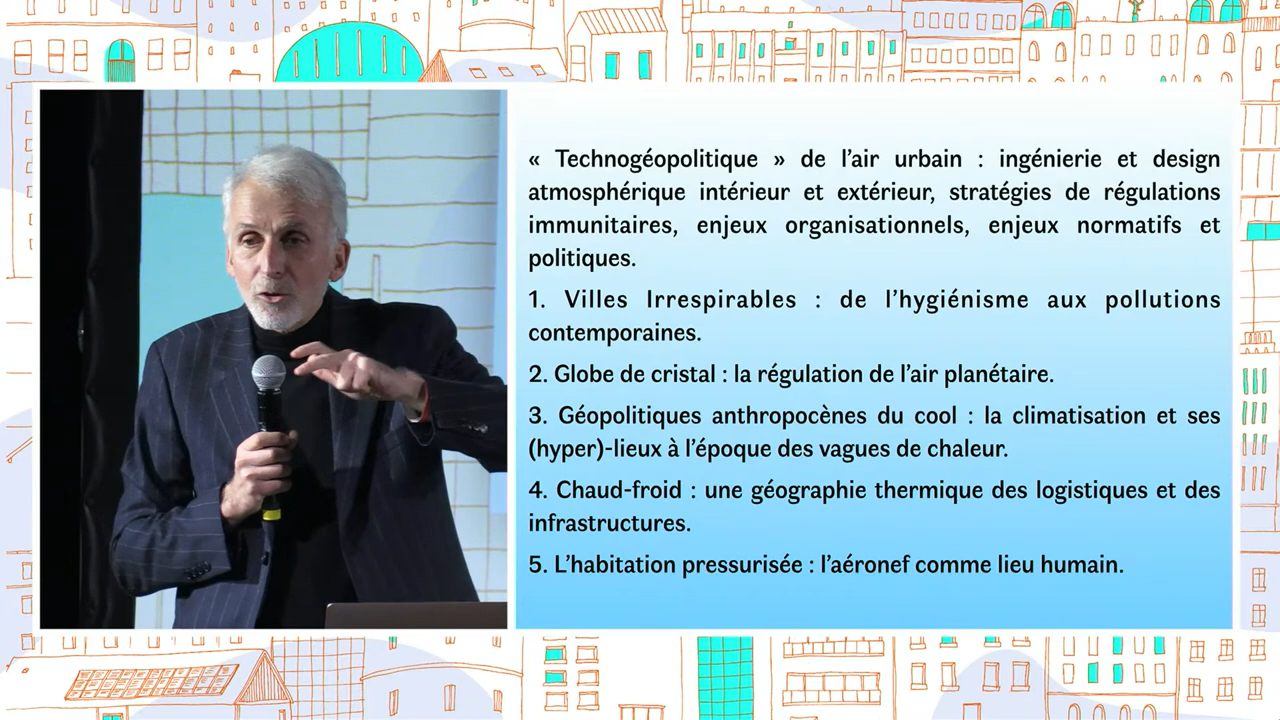 « Technogéopolitique » de l’air urbain : ingénierie et design
atmosphérique intérieur et extérieur, stratégies de régulations
immunitaires, enjeux organisationnels, enjeux normatifs et
politiques.
1. Villes Irrespirables : de l’hygiénisme aux pollutions
contemporaines.
2. Globe de cristal : la régulation de l’air planétaire.
3. Géopolitiques anthropocènes du cool : la climatisation et ses
(hyper)-lieux à l’époque des vagues de chaleur.
4. Chaud-froid : une géographie thermique des logistiques et des
infrastructures.
5. L’habitation pressurisée : l’aéronef comme lieu humain.